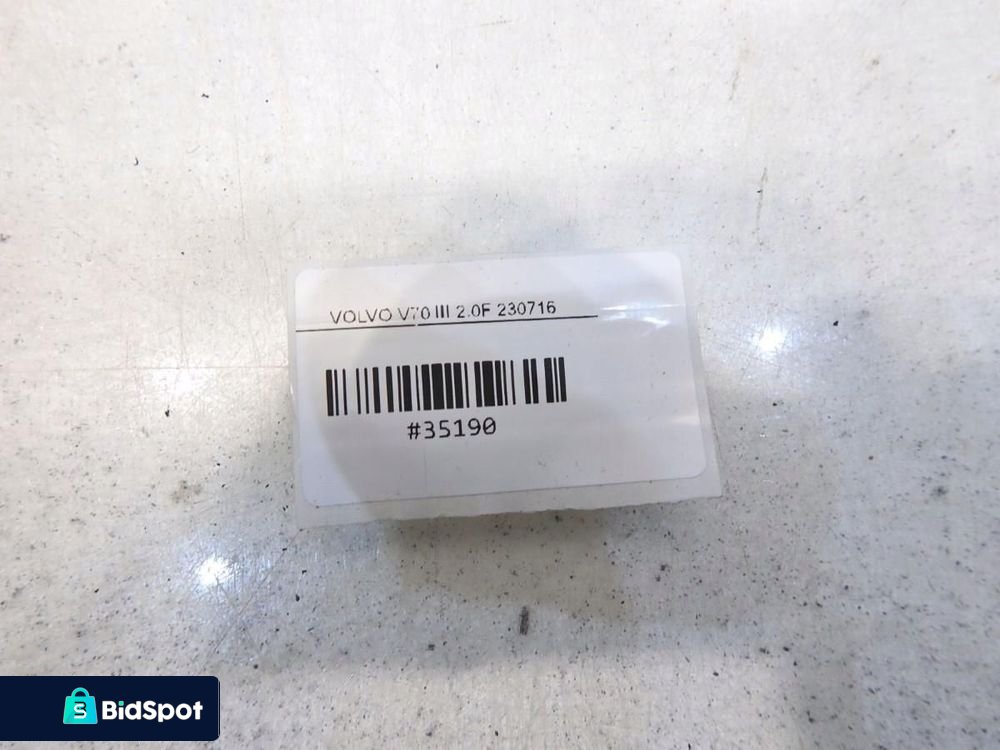 VOLVO V70 III 2.0F 230716
#35190
BidSpot